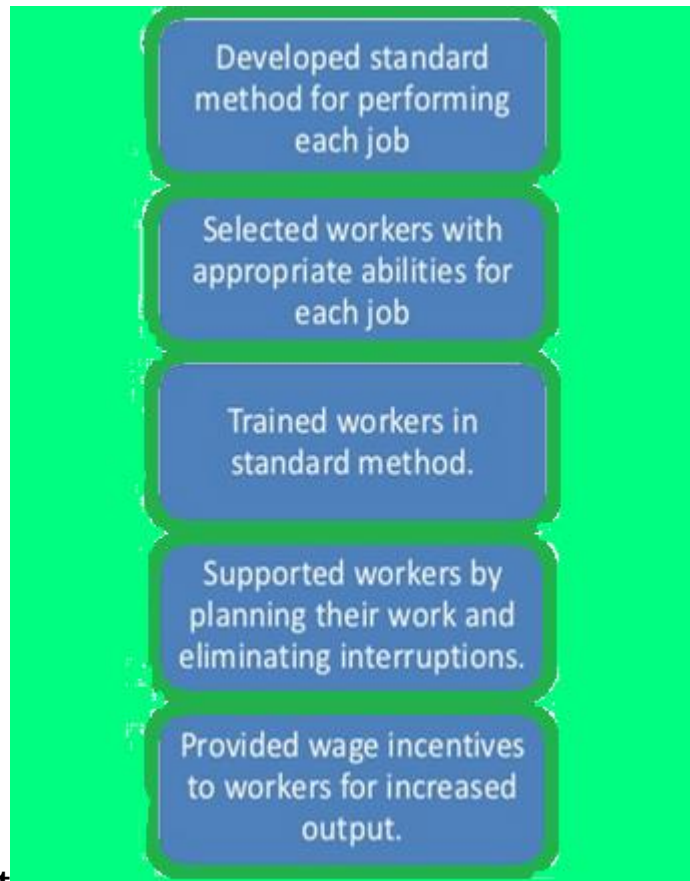 Developed standard
method for performing
each job
Selected workers with
appropriate abilities for
each job
Trained workers in
standard method.
Supported workers by
planning their work and
eliminating interruptions.
Provided wage incentives
to workers for increased
output.
t